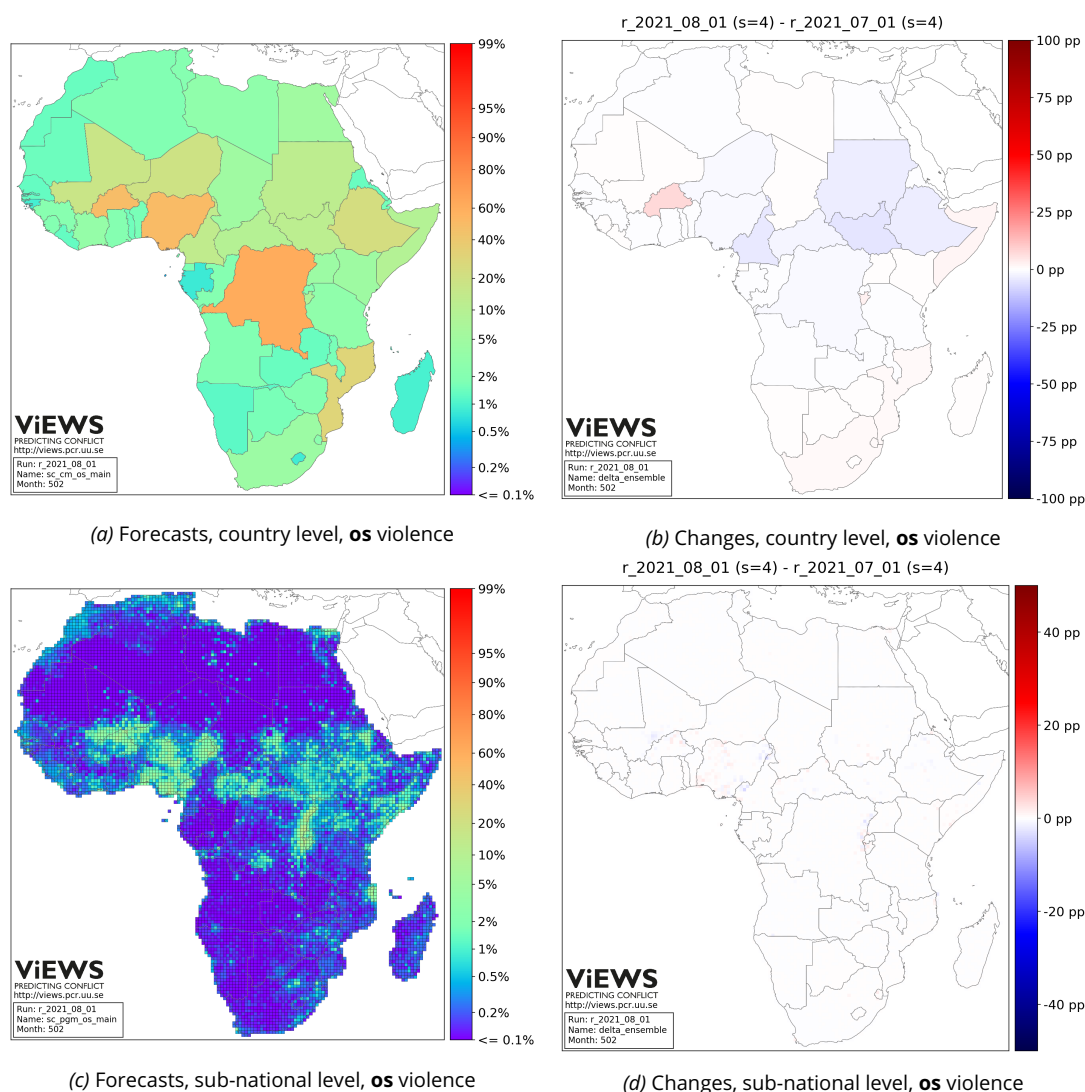 r_2021_08_01 (s=4) - r_2021_07_01 (s=4)
99%
95%
90%
80%
60%
40%
20%
10%
5%
2%
1%
0.5%
0.2%
<= 0.1%
ViEWS
PREDICTING CONFLICT
http://views.pcr.uu.se
Run: r_2021_08_01
Name: sc_cm_os_main
Month: 502
100 pp
75 pp
50 pp
25 pp
0 pp
-25 pp
-50 pp
-75 pp
-100 pp
ViEWS
PREDICTING CONFLICT
http://views.pcr.uu.se
Run: r_2021_08_01
Name: delta_ensemble
Month: 502
(a) Forecasts, country level, os violence
(b) Changes, country level, os violence
r_2021_08_01 (s=4) - r_2021_07_01 (s=4)
99%
95%
90%
80%
60%
40%
20%
10%
5%
2%
1%
0.5%
0.2%
<= 0.1%
ViEWS
PREDICTING CONFLICT
http://views.pcr.uu.se
Run: r_2021_08_01
Name: sc_pgm_os_main
Month: 502
40 pp
20 pp
0 pp
-20 pp
-40 pp
ViEWS
PREDICTING CONFLICT
http://views.pcr.uu.se
Run: r_2021_08_01
Name: delta_ensemble
Month: 502
(c) Forecasts, sub-national level, os violence
(d) Changes, sub-national level, os violence